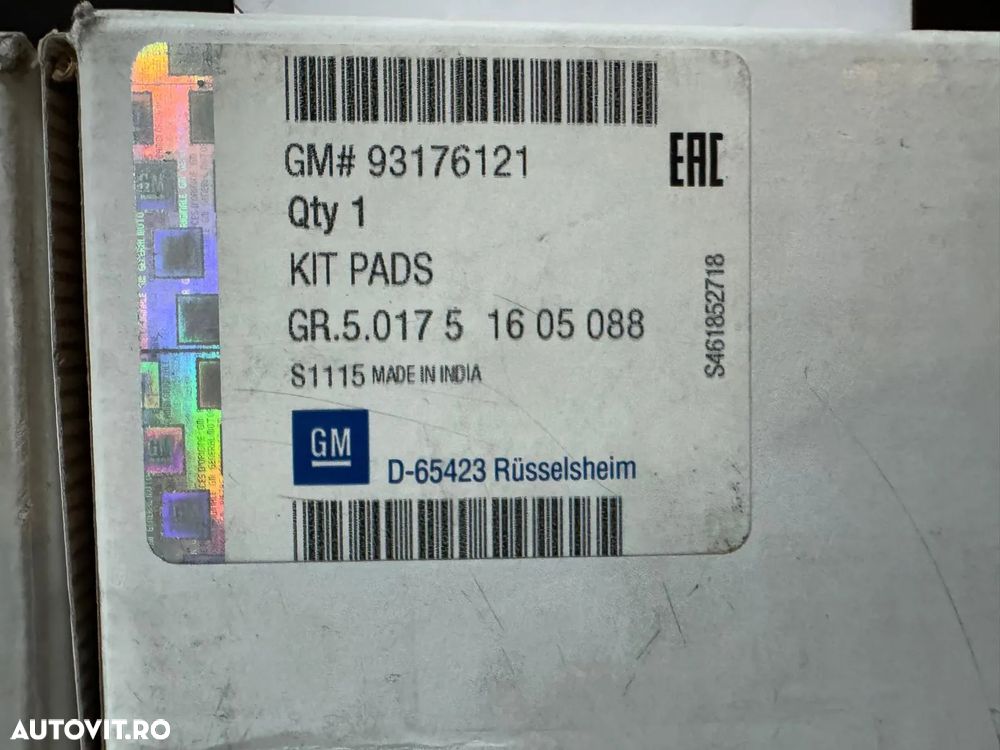 GM# 93176121
EAC
Qty 1
KIT PADS
GR.5.017 5 16 05 088
S1115 MADE IN INDIA
S461852718
GM
D-65423 Rüsselsheim
AUTOVIT.RO